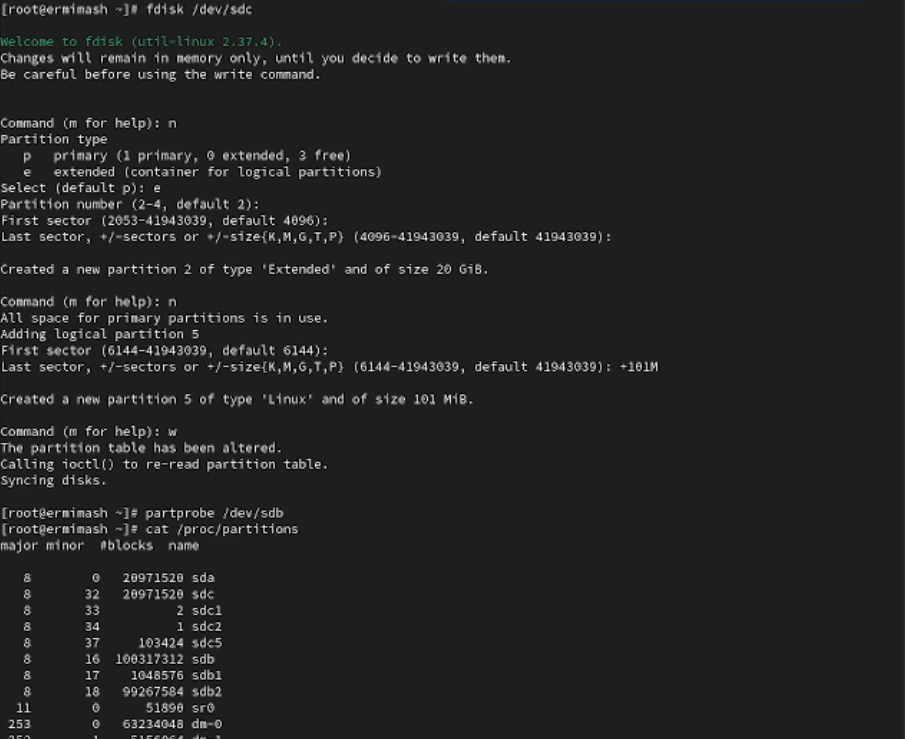 [root@ermimash ~]# fdisk /dev/sdc
Welcome to fdisk (util-linux 2.37.4).
Changes will remain in memory only, until you decide to write them.
Be careful before using the write command.
Command (m for help): n
Partition type
   p   primary (1 primary, 0 extended, 3 free)
   e   extended (container for logical partitions)
Select (default p): e
Partition number (2-4, default 2):
First sector (2053-41943039, default 4096):
Last sector, +/-sectors or +/-size{K,M,G,T,P} (4096-41943039, default 41943039):
Created a new partition 2 of type 'Extended' and of size 20 GiB.
Command (m for help): n
All space for primary partitions is in use.
Adding logical partition 5
First sector (6144-41943039, default 6144):
Last sector, +/-sectors or +/-size{K,M,G,T,P} (6144-41943039, default 41943039): +101M
Created a new partition 5 of type 'Linux' and of size 101 MiB.
Command (m for help): w
The partition table has been altered.
Calling ioctl() to re-read partition table.
Syncing disks.
[root@ermimash ~]# partprobe /dev/sdb
[root@ermimash ~]# cat /proc/partitions
major minor  #blocks  name
   8        0   20971520 sda
   8       32   20971520 sdc
   8       33          2 sdc1
   8       34          1 sdc2
   8       37     103424 sdc5
   8       16  100317312 sdb
   8       17    1048576 sdb1
   8       18   99267584 sdb2
  11        0      51890 sr0
 253        0   63234048 dm-0